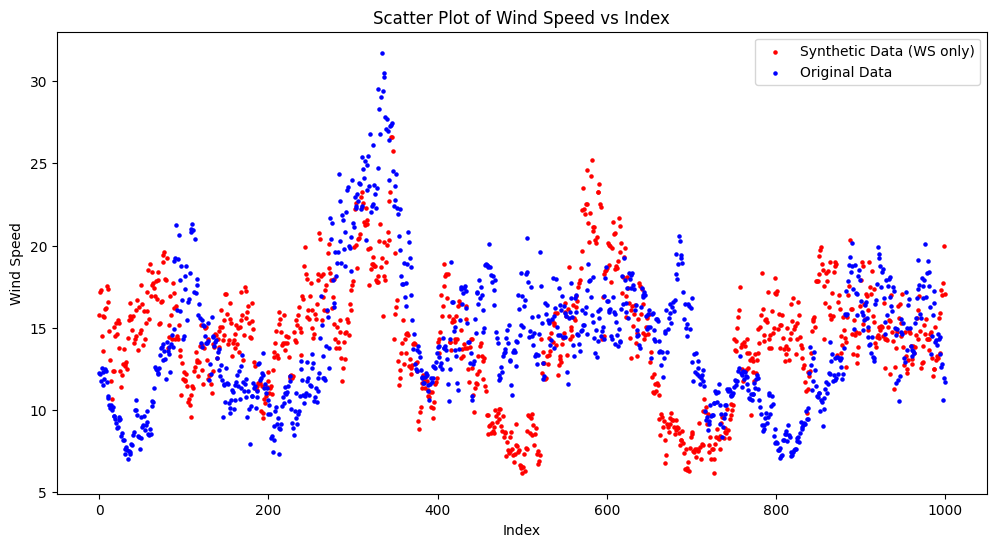 Scatter Plot of Wind Speed vs Index
Synthetic Data (WS only)
Original Data
Wind Speed
30
25
20
15
10
5
0
200
400
600
800
1000
Index